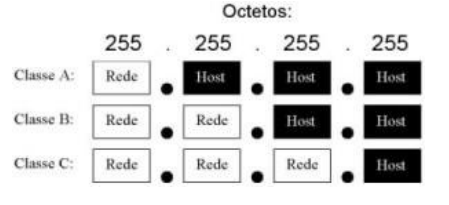 Octetos:
255 . 255 . 255 . 255
Classe A: Rede . Host . Host . Host
Classe B: Rede . Rede . Host . Host
Classe C: Rede . Rede . Rede . Host